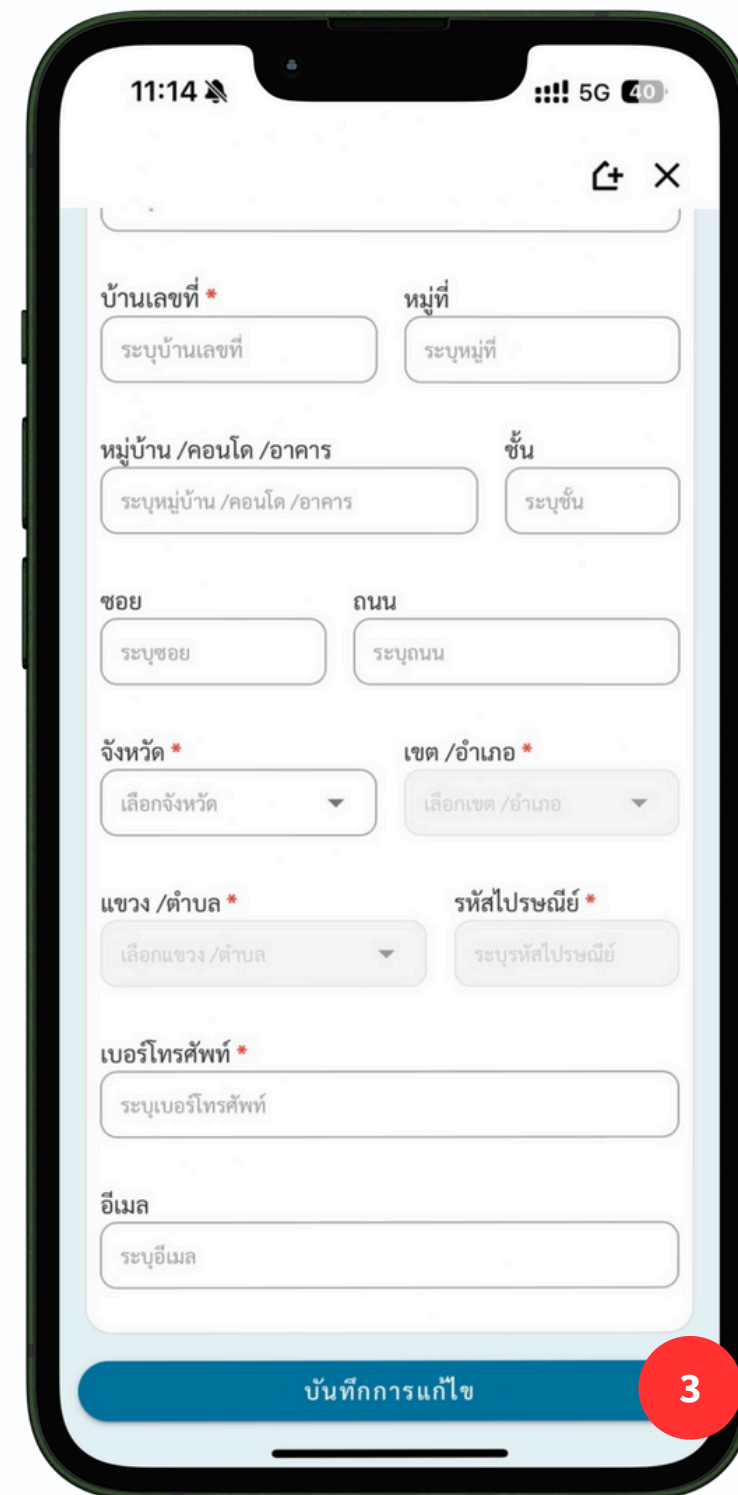 11:14 5G 40
บ้านเลขที่ * หมู่ที่
ระบุบ้านเลขที่ ระบุหมู่ที่
หมู่บ้าน /คอนโด /อาคาร ชั้น
ระบุหมู่บ้าน /คอนโด /อาคาร ระบุชั้น
ซอย ถนน
ระบุซอย ระบุถนน
จังหวัด * เขต /อำเภอ *
เลือกจังหวัด เลือกเขต /อำเภอ
แขวง /ตำบล * รหัสไปรษณีย์ *
เลือกแขวง /ตำบล ระบุรหัสไปรษณีย์
เบอร์โทรศัพท์ *
ระบุเบอร์โทรศัพท์
อีเมล
ระบุอีเมล
บันทึกการแก้ไข 3